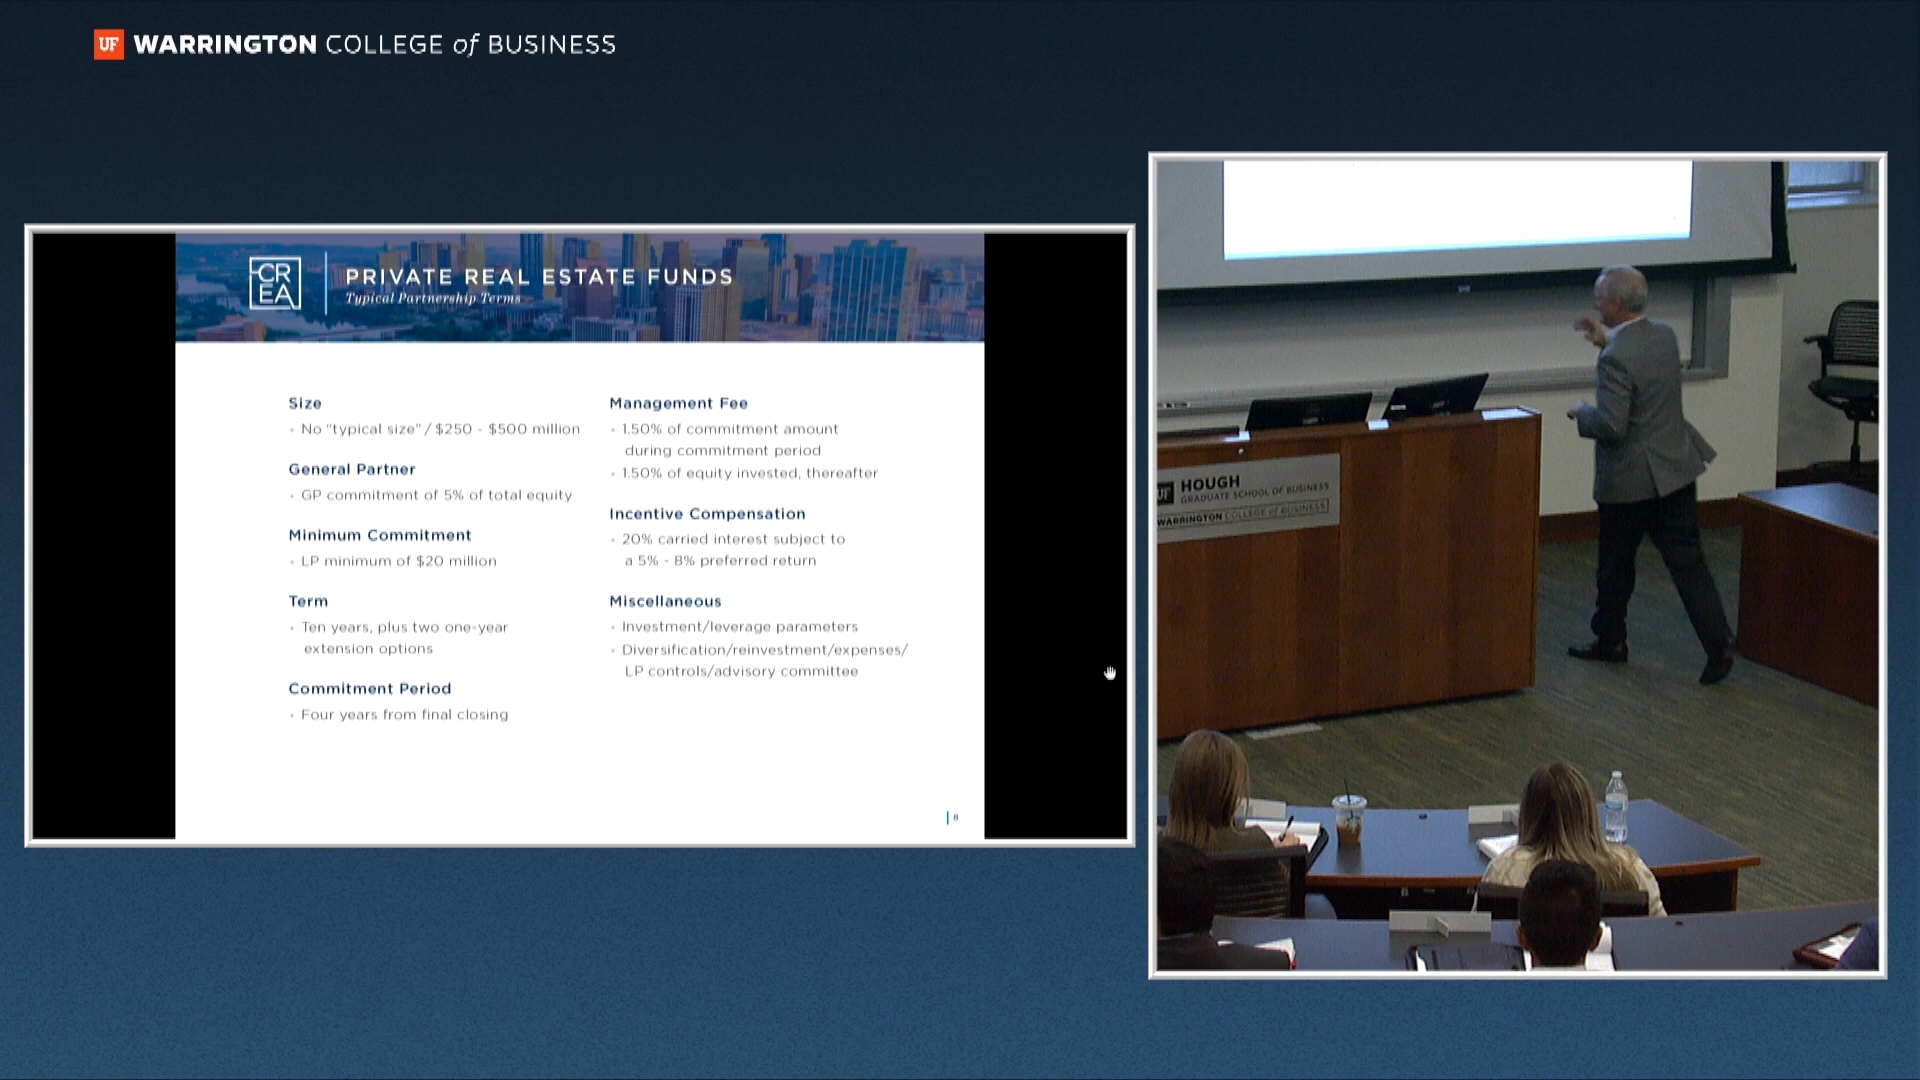 UF WARRINGTON COLLEGE of BUSINESS
CR
EA
PRIVATE REAL ESTATE FUNDS
Typical Partnership Terms
Size
• No “typical size” / $250 - $500 million
General Partner
• GP commitment of 5% of total equity
Minimum Commitment
• LP minimum of $20 million
Term
• Ten years, plus two one-year
extension options
Commitment Period
• Four years from final closing
Management Fee
• 1.50% of commitment amount
during commitment period
• 1.50% of equity invested, thereafter
Incentive Compensation
• 20% carried interest subject to
a 5% - 8% preferred return
Miscellaneous
• Investment/leverage parameters
• Diversification/reinvestment/expenses/
LP controls/advisory committee
8
UF HOUGH
GRADUATE SCHOOL OF BUSINESS
WARRINGTON COLLEGE of BUSINESS